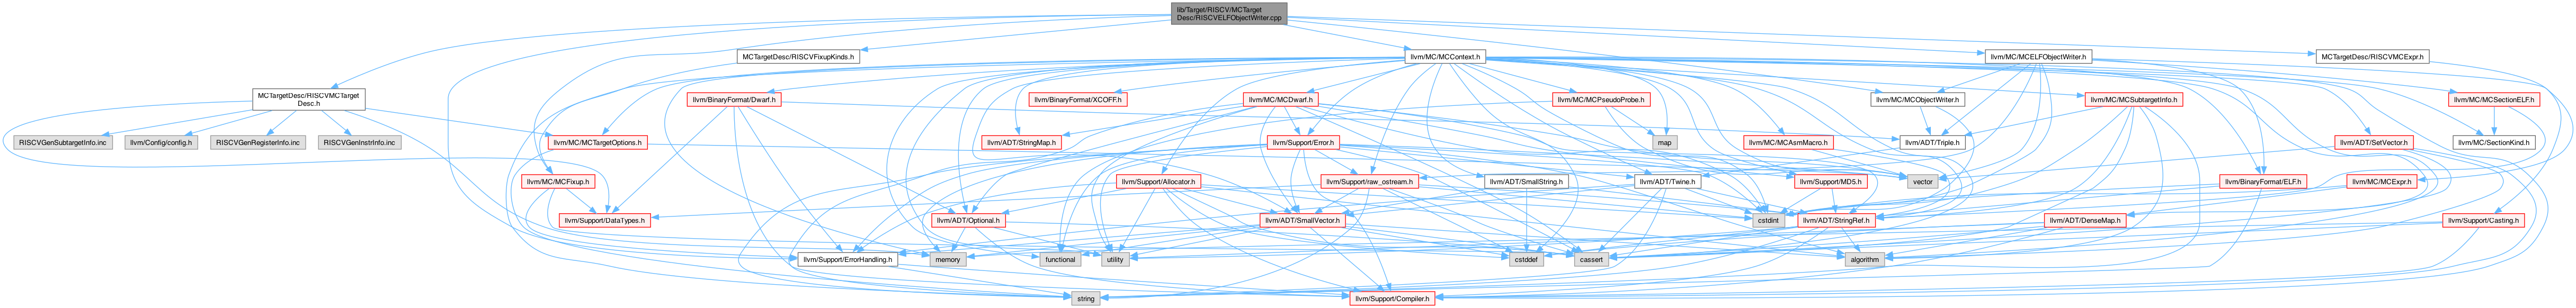 lib/Target/RISCV/MCTarget
Desc/RISCVELFObjectWriter.cpp
MCTargetDesc/RISCVFixupKinds.h
llvm/MC/MCContext.h
llvm/MC/MCELFObjectWriter.h
MCTargetDesc/RISCVMCExpr.h
MCTargetDesc/RISCVMCTarget
Desc.h
llvm/BinaryFormat/Dwarf.h
llvm/BinaryFormat/XCOFF.h
llvm/MC/MCDwarf.h
llvm/MC/MCPseudoProbe.h
llvm/MC/MCObjectWriter.h
llvm/MC/MCSubtargetInfo.h
llvm/MC/MCSectionELF.h
RISCVGenSubtargetInfo.inc
llvm/Config/config.h
RISCVGenRegisterInfo.inc
RISCVGenInstrInfo.inc
llvm/MC/MCTargetOptions.h
llvm/ADT/StringMap.h
llvm/Support/Error.h
map
llvm/MC/MCAsmMacro.h
llvm/ADT/Triple.h
llvm/ADT/SetVector.h
llvm/MC/SectionKind.h
llvm/MC/MCFixup.h
llvm/Support/Allocator.h
llvm/Support/raw_ostream.h
llvm/ADT/SmallString.h
llvm/ADT/Twine.h
llvm/Support/MD5.h
vector
llvm/BinaryFormat/ELF.h
llvm/MC/MCExpr.h
llvm/Support/DataTypes.h
llvm/ADT/Optional.h
llvm/ADT/SmallVector.h
cstdint
llvm/ADT/StringRef.h
llvm/ADT/DenseMap.h
llvm/Support/Casting.h
llvm/Support/ErrorHandling.h
memory
functional
utility
cstddef
cassert
algorithm
string
llvm/Support/Compiler.h